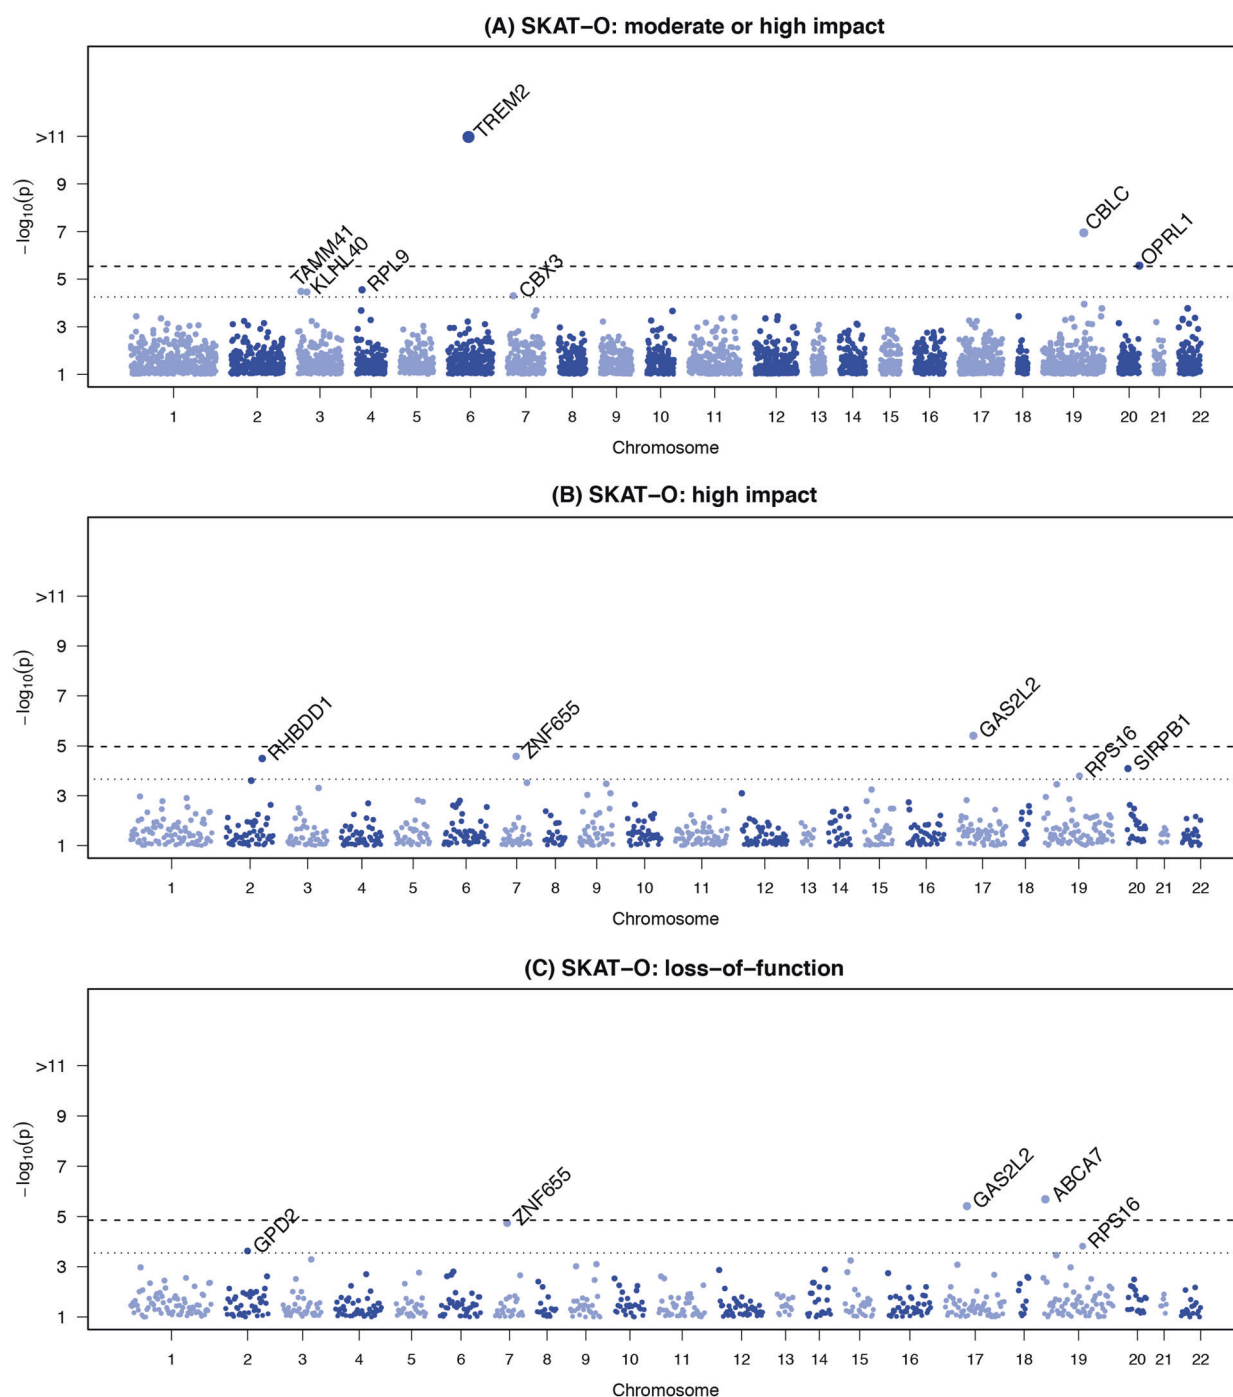 (A) SKAT–O: moderate or high impact
>11
9
7
5
3
1
−log10(p)
TAMM41
KLHL40
RPL9
TREM2
CBX3
CBLC
OPRL1
1 2 3 4 5 6 7 8 9 10 11 12 13 14 15 16 17 18 19 20 21 22
Chromosome
(B) SKAT–O: high impact
>11
9
7
5
3
1
−log10(p)
RHBDD1
ZNF655
GAS2L2
RPS16
SIRPB1
1 2 3 4 5 6 7 8 9 10 11 12 13 14 15 16 17 18 19 20 21 22
Chromosome
(C) SKAT–O: loss–of–function
>11
9
7
5
3
1
−log10(p)
GPD2
ZNF655
GAS2L2
ABCA7
RPS16
1 2 3 4 5 6 7 8 9 10 11 12 13 14 15 16 17 18 19 20 21 22
Chromosome